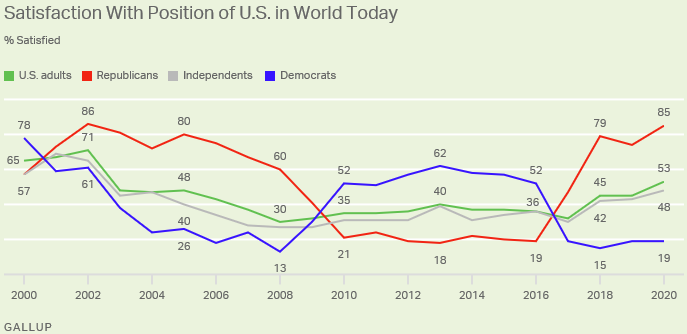 Satisfaction With Position of U.S. in World Today
% Satisfied
U.S. adults Republicans Independents Democrats
86 85
78 80 79
71
65 60 62
52 52 53
57 61 48 45
40 30 35 40 36 42 48
26 21 18 19 19
13 15
2000 2002 2004 2006 2008 2010 2012 2014 2016 2018 2020
GALLUP